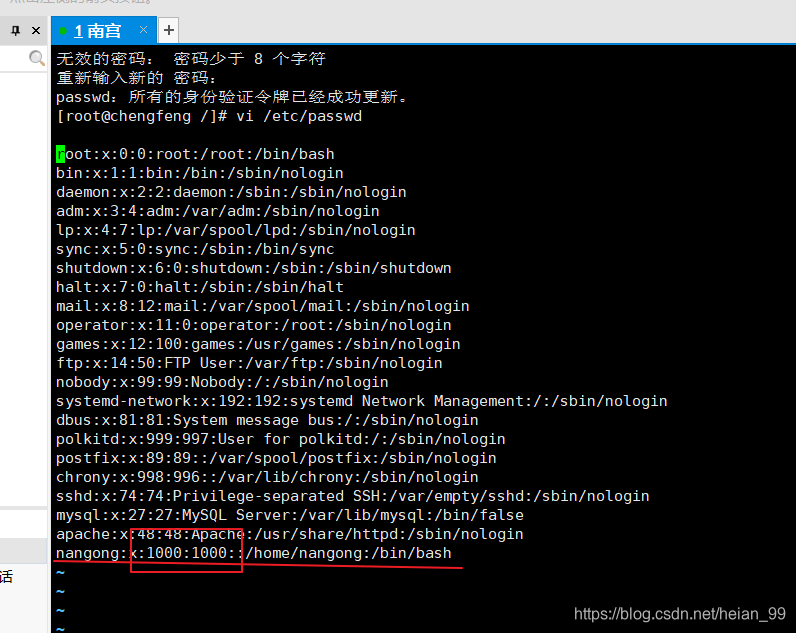 1 南宫
无效的密码： 密码少于 8 个字符
重新输入新的 密码：
passwd：所有的身份验证令牌已经成功更新。
[root@chengfeng /]# vi /etc/passwd
root:x:0:0:root:/root:/bin/bash
bin:x:1:1:bin:/bin:/sbin/nologin
daemon:x:2:2:daemon:/sbin:/sbin/nologin
adm:x:3:4:adm:/var/adm:/sbin/nologin
lp:x:4:7:lp:/var/spool/lpd:/sbin/nologin
sync:x:5:0:sync:/sbin:/bin/sync
shutdown:x:6:0:shutdown:/sbin:/sbin/shutdown
halt:x:7:0:halt:/sbin:/sbin/halt
mail:x:8:12:mail:/var/spool/mail:/sbin/nologin
operator:x:11:0:operator:/root:/sbin/nologin
games:x:12:100:games:/usr/games:/sbin/nologin
ftp:x:14:50:FTP User:/var/ftp:/sbin/nologin
nobody:x:99:99:Nobody:/:/sbin/nologin
systemd-network:x:192:192:systemd Network Management:/:/sbin/nologin
dbus:x:81:81:System message bus:/:/sbin/nologin
polkitd:x:999:997:User for polkitd:/:/sbin/nologin
postfix:x:89:89::/var/spool/postfix:/sbin/nologin
chrony:x:998:996::/var/lib/chrony:/sbin/nologin
sshd:x:74:74:Privilege-separated SSH:/var/empty/sshd:/sbin/nologin
mysql:x:27:27:MySQL Server:/var/lib/mysql:/bin/false
apache:x:48:48:Apache:/usr/share/httpd:/sbin/nologin
nangong:x:1000:1000::/home/nangong:/bin/bash
~
~
~
~
话
https://blog.csdn.net/heian_99